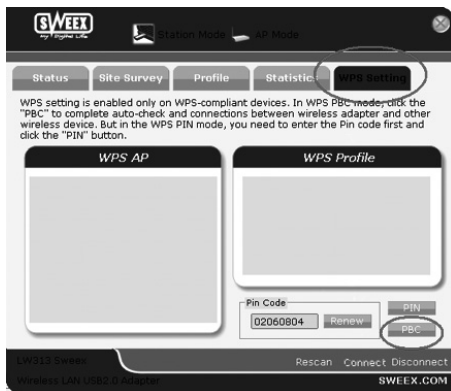 SWEEX
my digital life
Station Mode
AP Mode
Status
Site Survey
Profile
Statistics
WPS Setting
WPS setting is enabled only on WPS-compliant devices. In WPS PBC mode, click the
"PBC" to complete auto-check and connections between wireless adapter and other
wireless device. But in the WPS PIN mode, you need to enter the Pin code first and
click the "PIN" button.
WPS AP
WPS Profile
Pin Code
02060804
Renew
PIN
PBC
LW313 Sweex
Wireless LAN USB2.0 Adapter
Rescan
Connect
Disconnect
SWEEX.COM